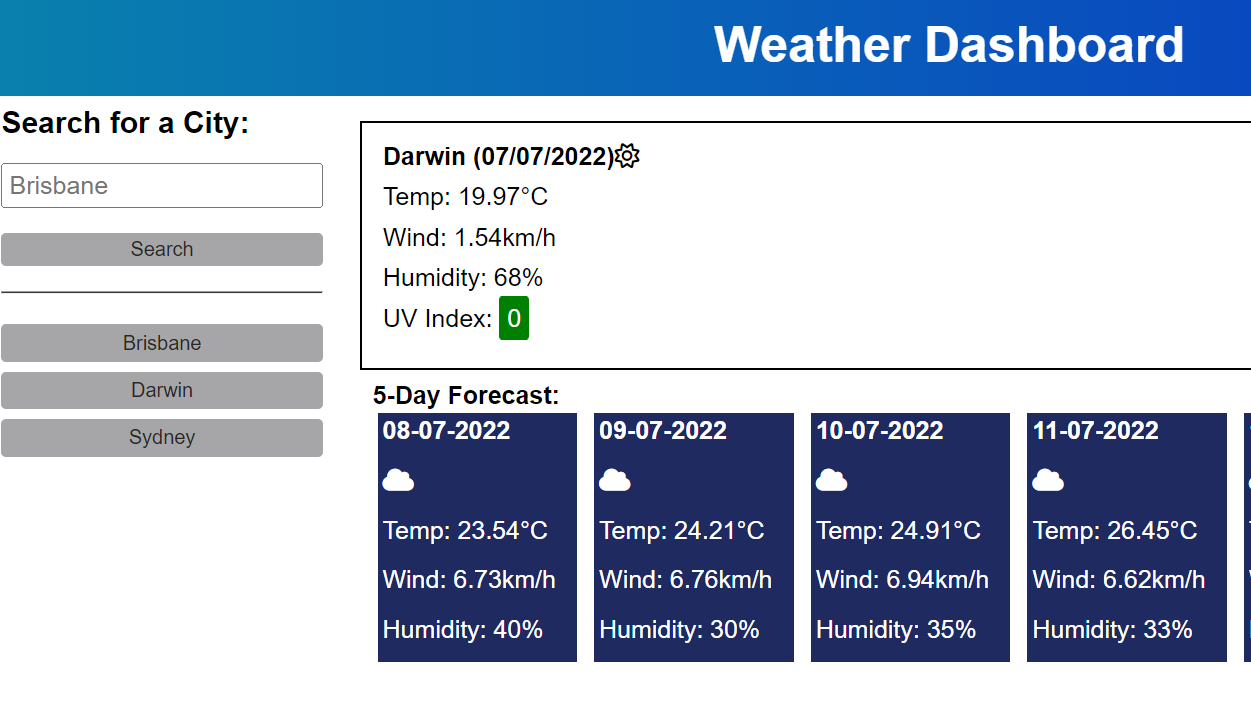 Weather Dashboard
Search for a City:
Brisbane
Search
Brisbane
Darwin
Sydney
Darwin (07/07/2022)
Temp: 19.97°C
Wind: 1.54km/h
Humidity: 68%
UV Index: 0
5-Day Forecast:
08-07-2022
Temp: 23.54°C
Wind: 6.73km/h
Humidity: 40%
09-07-2022
Temp: 24.21°C
Wind: 6.76km/h
Humidity: 30%
10-07-2022
Temp: 24.91°C
Wind: 6.94km/h
Humidity: 35%
11-07-2022
Temp: 26.45°C
Wind: 6.62km/h
Humidity: 33%